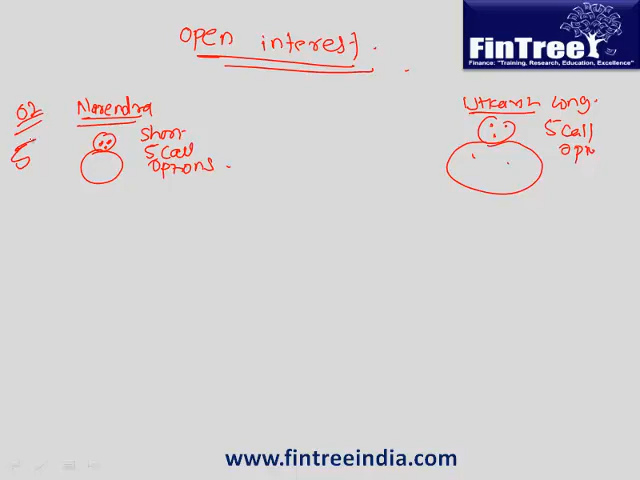 open interest.
FinTree
Finance: "Training, Research, Education, Excellence"
OI
Narendra
short
5 call
options.
5
Utkarsh long.
5 call
opn
www.fintreeindia.com